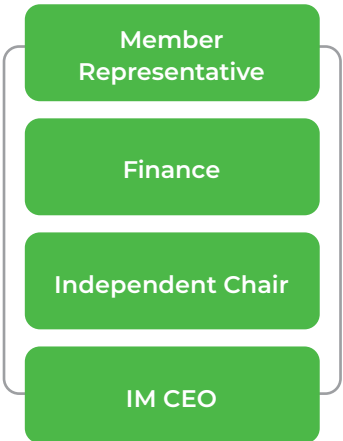 Member
Representative
Finance
Independent Chair
IM CEO